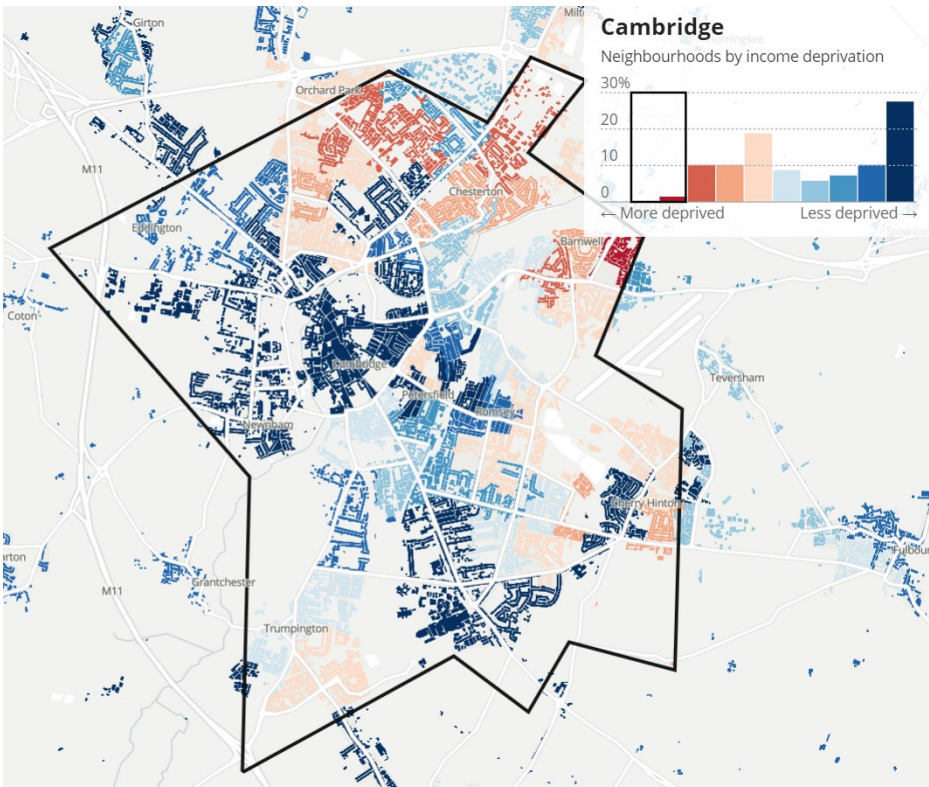 Girton
Cambridge
Neighbourhoods by income deprivation
30%
20
10
0
← More deprived
Less deprived →
Orchard Park
M11
Chesterton
Eddington
Barnwell
Coton
Cambridge
Teversham
Petersfield
Romsey
Newnham
Cherry Hinton
Grantchester
M11
Trumpington